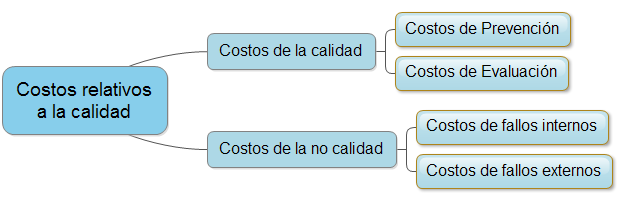 Costos relativos
a la calidad
Costos de la calidad
Costos de Prevención
Costos de Evaluación
Costos de la no calidad
Costos de fallos internos
Costos de fallos externos